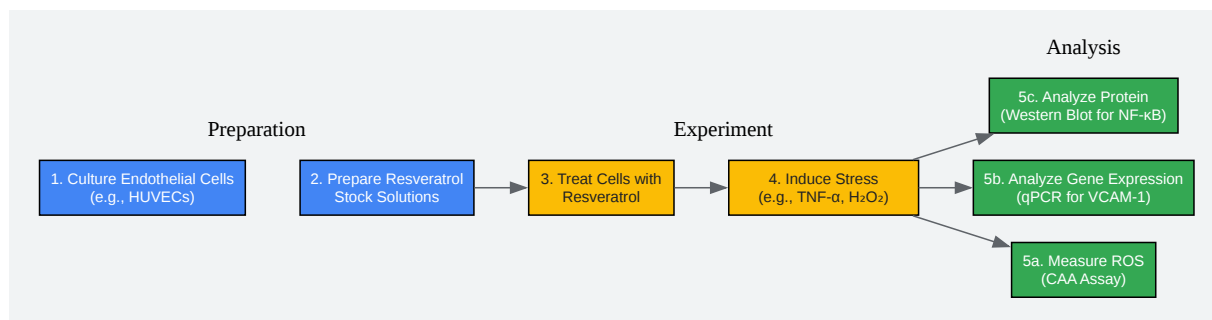 Preparation
1. Culture Endothelial Cells
(e.g., HUVECs)
2. Prepare Resveratrol
Stock Solutions
Experiment
3. Treat Cells with
Resveratrol
4. Induce Stress
(e.g., TNF-α, H₂O₂)
Analysis
5c. Analyze Protein
(Western Blot for NF-κB)
5b. Analyze Gene Expression
(qPCR for VCAM-1)
5a. Measure ROS
(CAA Assay)